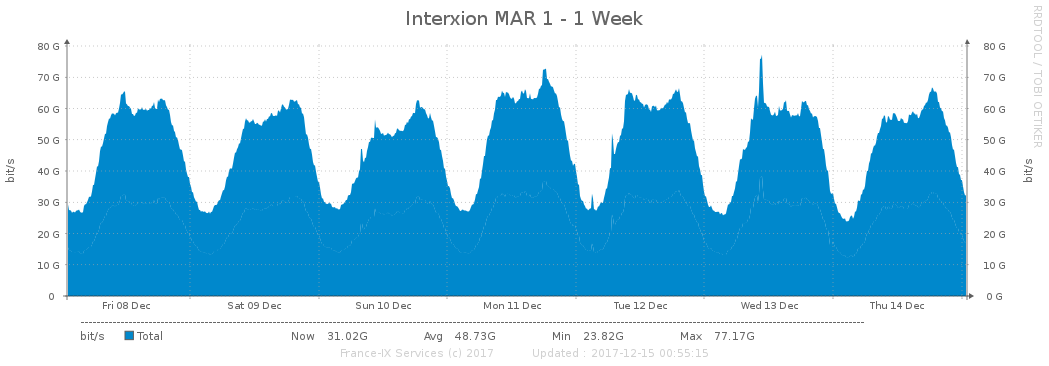 Interxion MAR 1 - 1 Week
RRDTOOL / TOBI OETIKER
80 G
70 G
60 G
50 G
40 G
30 G
20 G
10 G
0
bit/s
80 G
70 G
60 G
50 G
40 G
30 G
20 G
10 G
0 G
bit/s
Fri 08 Dec Sat 09 Dec Sun 10 Dec Mon 11 Dec Tue 12 Dec Wed 13 Dec Thu 14 Dec
bit/s Total Now 31.02G Avg 48.73G Min 23.82G Max 77.17G
France-IX Services (c) 2017 Updated : 2017-12-15 00:55:15